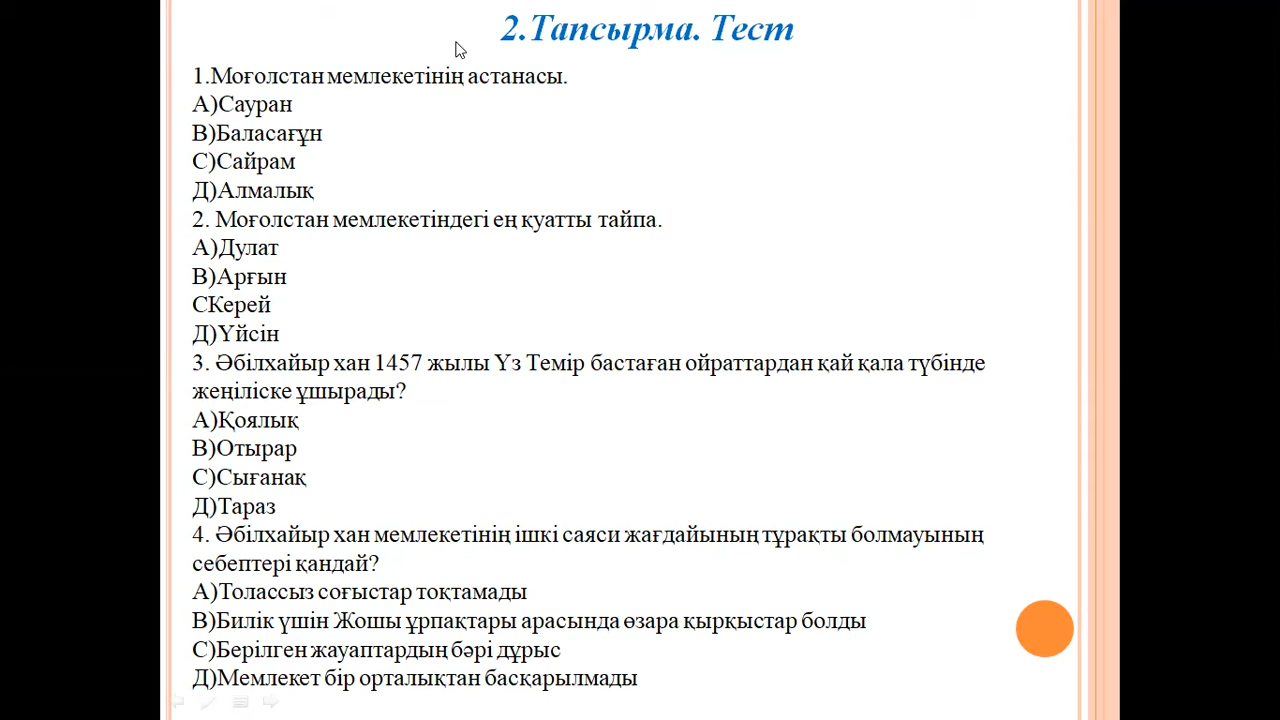 2.Тапсырма. Тест
1.Моғолстан мемлекетінің астанасы.
А)Сауран
В)Баласағұн
С)Сайрам
Д)Алмалық
2. Моғолстан мемлекетіндегі ең қуатты тайпа.
А)Дулат
В)Арғын
СКерей
Д)Үйсін
3. Әбілхайыр хан 1457 жылы Үз Темір бастаған ойраттардан қай қала түбінде
жеңіліске ұшырады?
А)Қоялық
В)Отырар
С)Сығанақ
Д)Тараз
4. Әбілхайыр хан мемлекетінің ішкі саяси жағдайының тұрақты болмауының
себептері қандай?
А)Толассыз соғыстар тоқтамады
В)Билік үшін Жошы ұрпақтары арасында өзара қырқыстар болды
С)Берілген жауаптардың бәрі дұрыс
Д)Мемлекет бір орталықтан басқарылмады